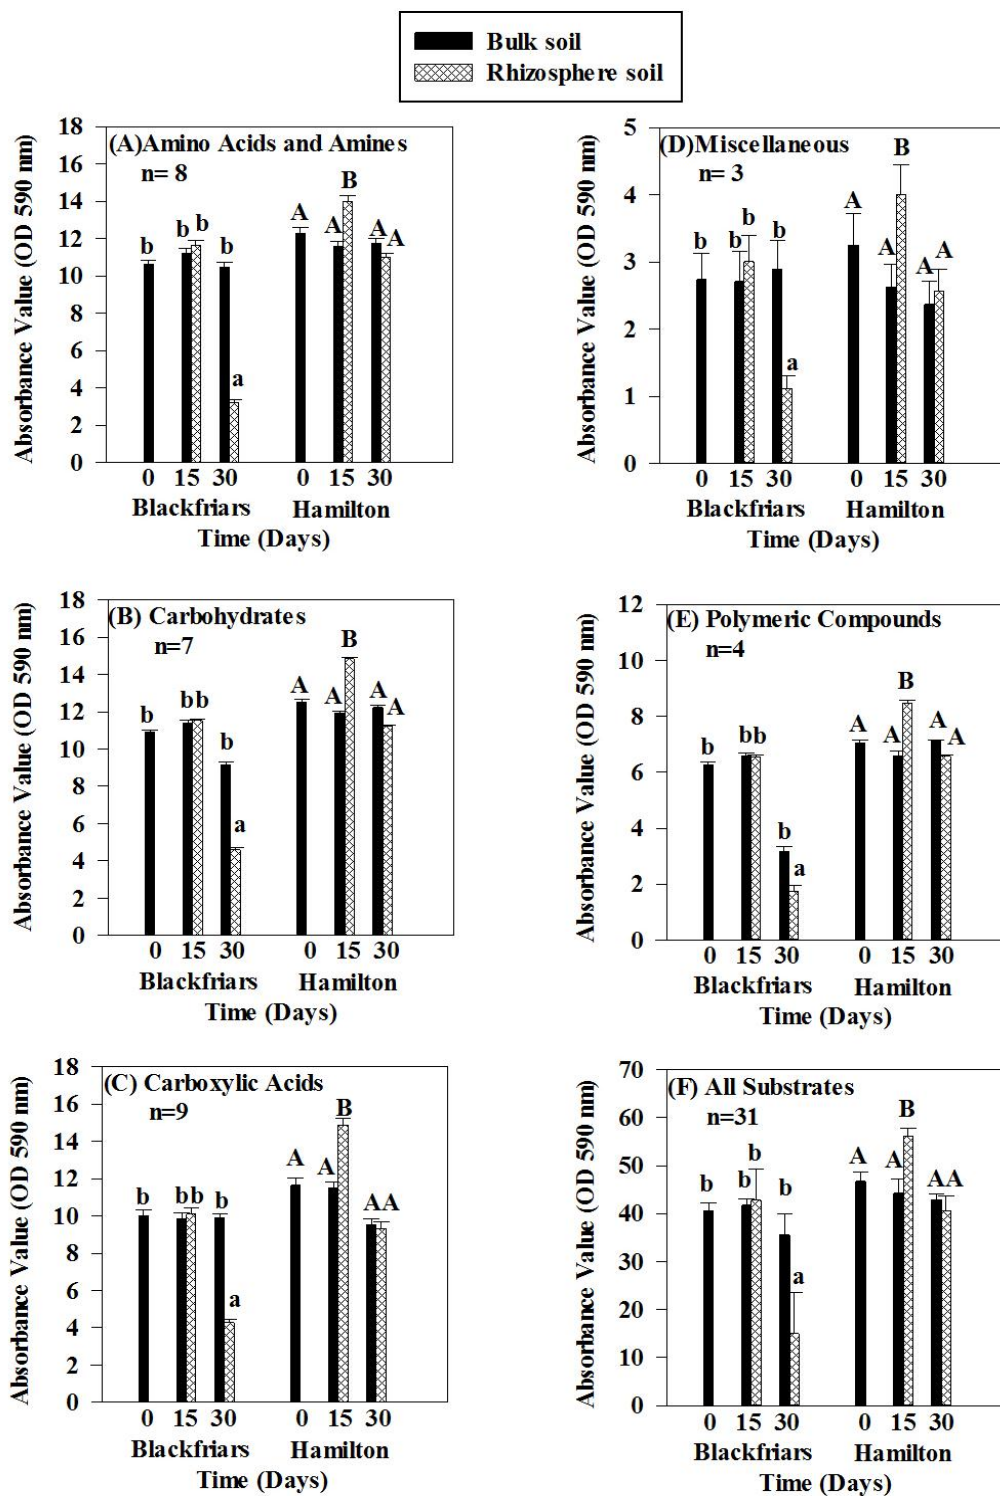 Bulk soil
Rhizosphere soil
Absorbance Value (OD 590 nm)
(A)Amino Acids and Amines
n= 8
18
16
14
12
10
8
6
4
2
0
b
b b
b
a
A
A
B
A
A
0 15 30 0 15 30
Blackfriars Hamilton
Time (Days)
Absorbance Value (OD 590 nm)
(D)Miscellaneous
n= 3
5
4
3
2
1
0
b
b
b
b
a
A
A
B
A
A
0 15 30 0 15 30
Blackfriars Hamilton
Time (Days)
Absorbance Value (OD 590 nm)
(B) Carbohydrates
n=7
18
16
14
12
10
8
6
4
2
0
b
bb
b
a
A
A
B
A
A
0 15 30 0 15 30
Blackfriars Hamilton
Time (Days)
Absorbance Value (OD 590 nm)
(E) Polymeric Compounds
n=4
12
10
8
6
4
2
0
b
bb
b
a
A
A
B
A
A
0 15 30 0 15 30
Blackfriars Hamilton
Time (Days)
Absorbance Value (OD 590 nm)
(C) Carboxylic Acids
n=9
18
16
14
12
10
8
6
4
2
0
b
bb
b
a
A
A
B
AA
0 15 30 0 15 30
Blackfriars Hamilton
Time (Days)
Absorbance Value (OD 590 nm)
(F) All Substrates
n=31
70
60
50
40
30
20
10
0
b
b
b
b
a
A
A
B
AA
0 15 30 0 15 30
Blackfriars Hamilton
Time (Days)